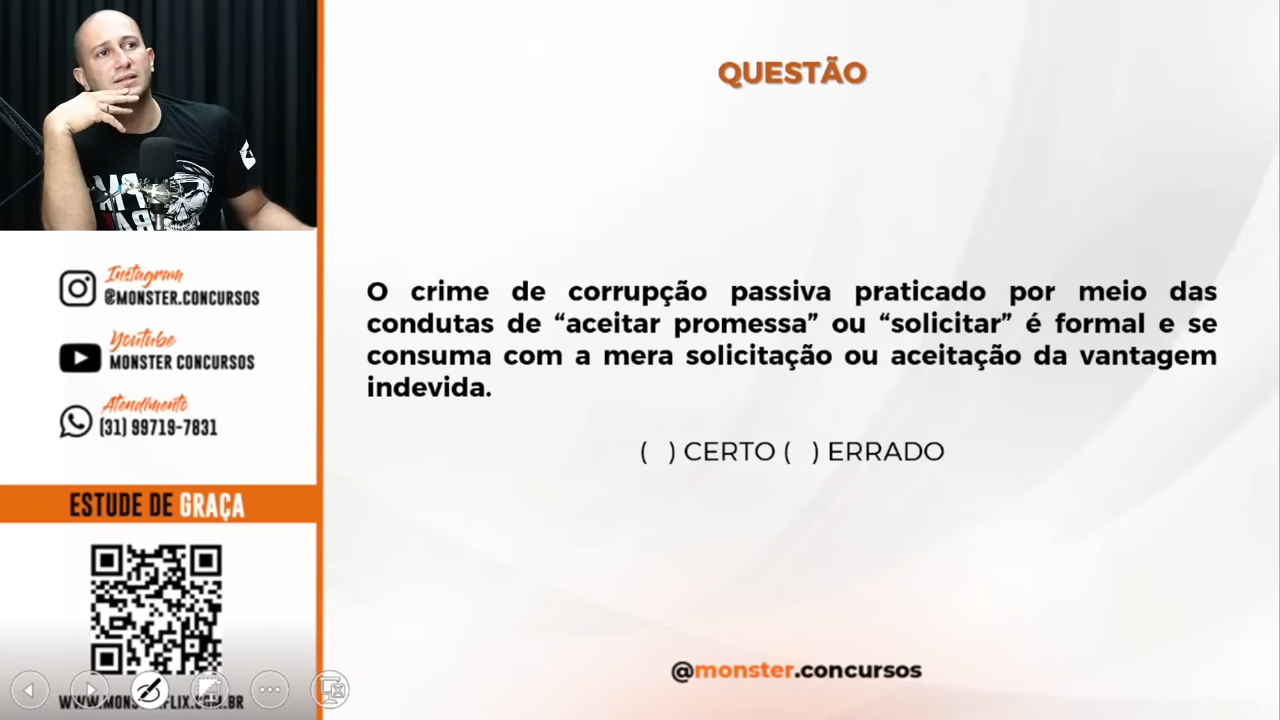 QUESTÃO
Instagram
@MONSTER.CONCURSOS
Youtube
MONSTER CONCURSOS
Atendimento
(31) 99719-7831
ESTUDE DE GRAÇA
O crime de corrupção passiva praticado por meio das
condutas de “aceitar promessa” ou “solicitar” é formal e se
consuma com a mera solicitação ou aceitação da vantagem
indevida.
( ) CERTO ( ) ERRADO
@monster.concursos